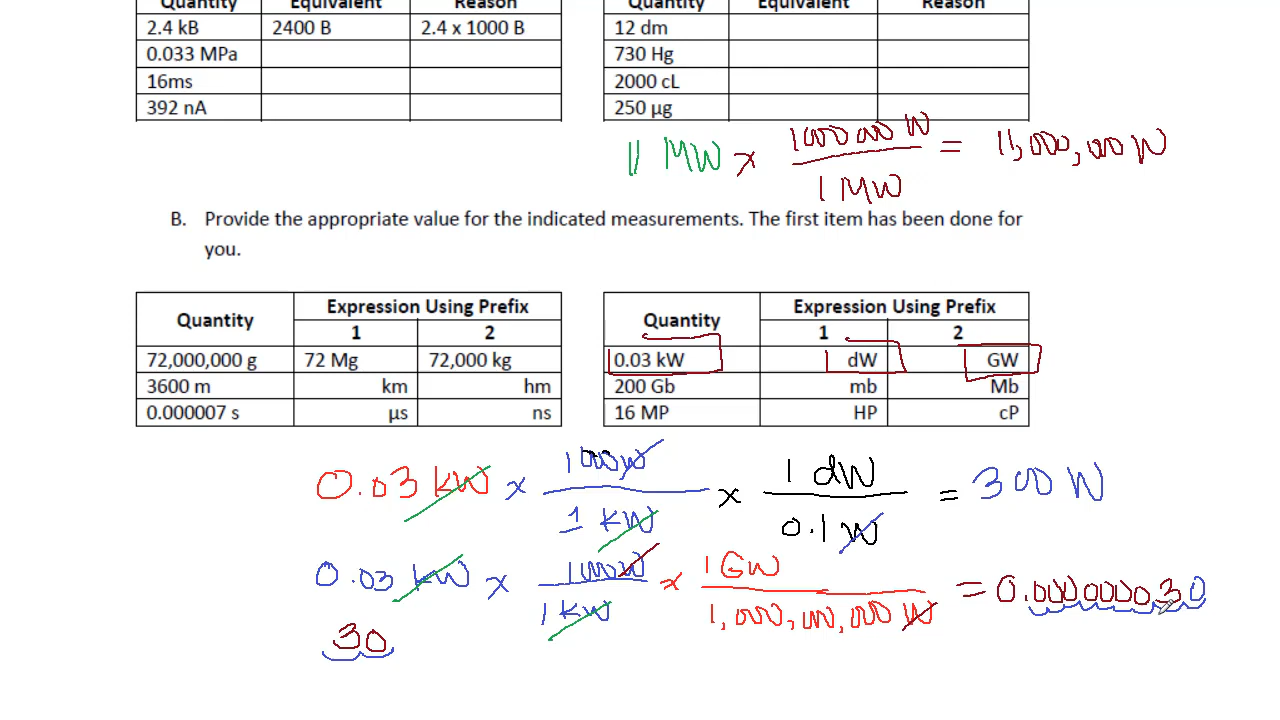 Quantity Equivalent Reason Quantity Equivalent Reason
2.4 kB 2400 B 2.4 x 1000 B 12 dm
0.033 MPa 730 Hg
16ms 2000 cL
392 nA 250 µg
11 MW x 1000000 W = 11,000,000 W
1 MW
B. Provide the appropriate value for the indicated measurements. The first item has been done for
you.
Quantity Expression Using Prefix Quantity Expression Using Prefix
1 2 1 2
72,000,000 g 72 Mg 72,000 kg 0.03 kW dW GW
3600 m km hm 200 Gb mb Mb
0.000007 s µs ns 16 MP HP cP
0.03 kW x 1000 W x 1 dW = 300 W
1 kW 0.1 W
0.03 kW x 1000 W x 1 GW = 0.000000030
1 kW 1,000,000,000 W
30